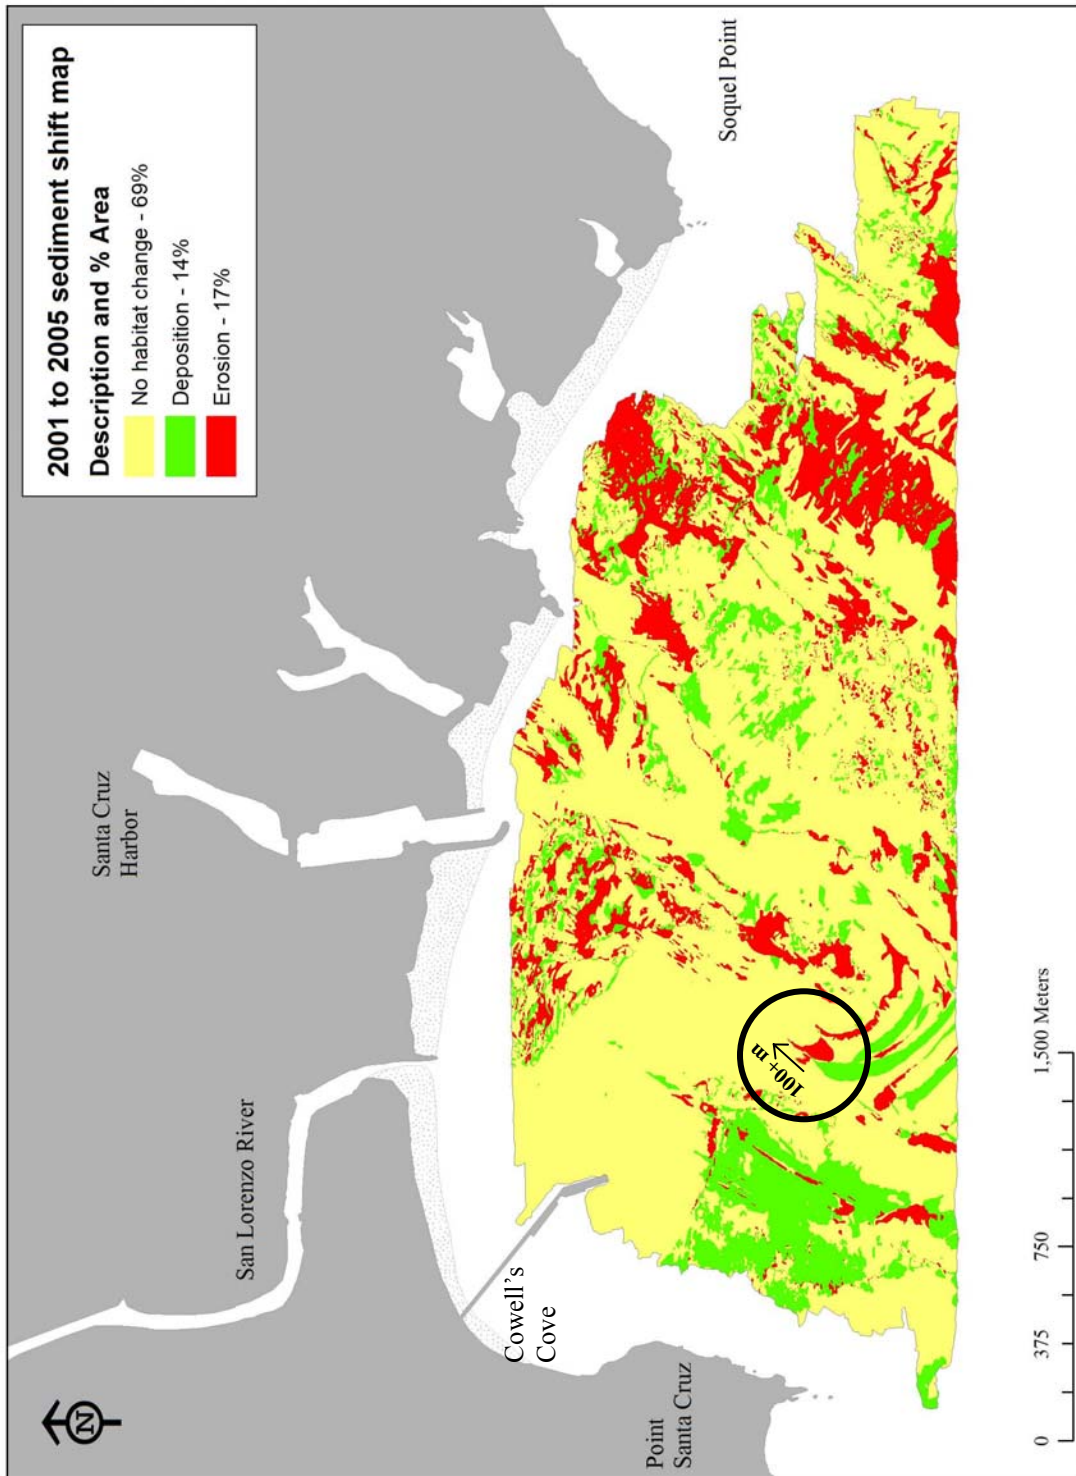 2001 to 2005 sediment shift map
Description and % Area
No habitat change - 69%
Deposition - 14%
Erosion - 17%
N
Santa Cruz
Harbor
San Lorenzo River
Soquel Point
Cowell's
Cove
Point
Santa Cruz
100+ m
0 375 750 1,500 Meters